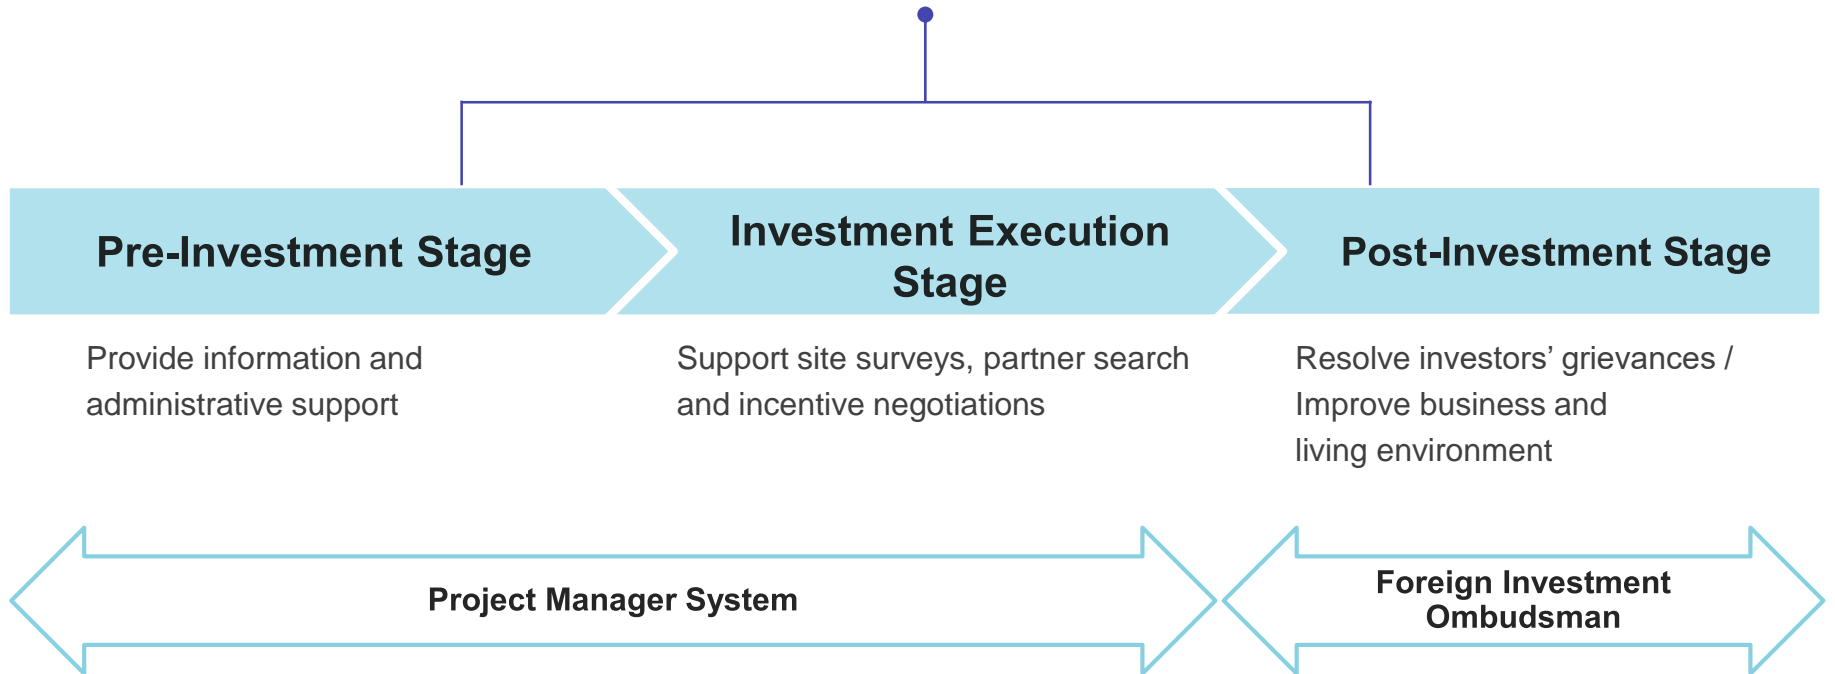 Pre-Investment Stage
Investment Execution
Stage
Post-Investment Stage
Provide information and
administrative support
Support site surveys, partner search
and incentive negotiations
Resolve investors’ grievances /
Improve business and
living environment
Project Manager System
Foreign Investment
Ombudsman